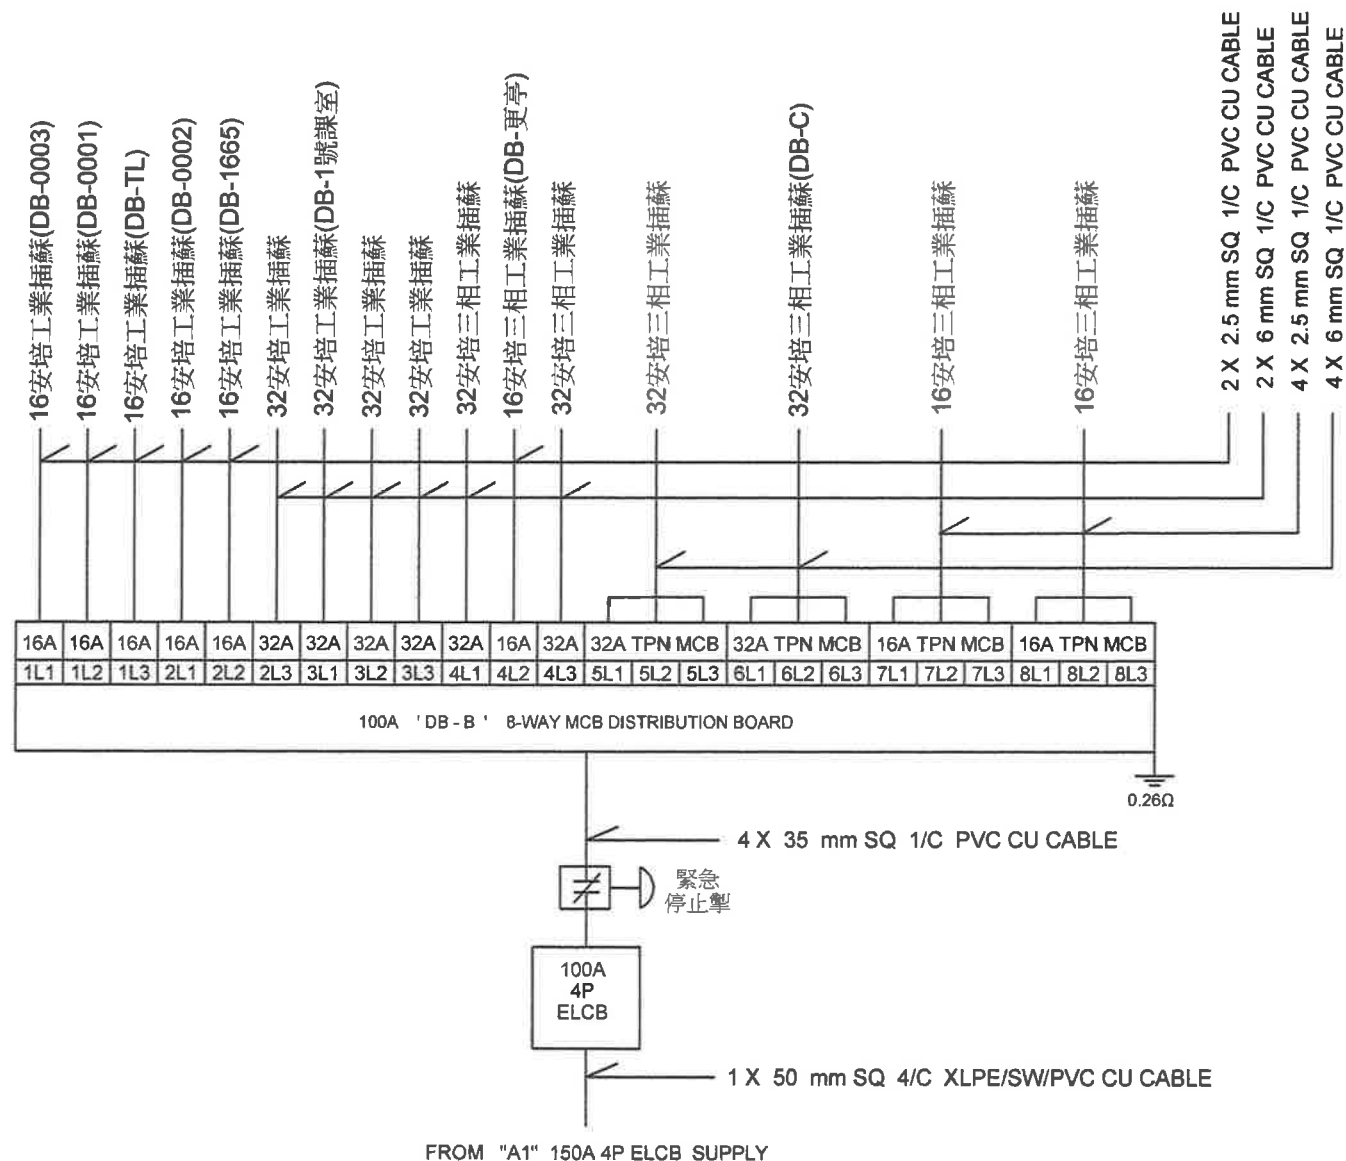 16安培工業插蘇(DB-0003)
16安培工業插蘇(DB-0001)
16安培工業插蘇(DB-TL)
16安培工業插蘇(DB-0002)
16安培工業插蘇(DB-1665)
32安培工業插蘇
32安培工業插蘇(DB-1號課室)
32安培工業插蘇
32安培工業插蘇
32安培三相工業插蘇
16安培三相工業插蘇(DB-更亭)
32安培三相工業插蘇
32安培三相工業插蘇
32安培三相工業插蘇(DB-C)
16安培三相工業插蘇
16安培三相工業插蘇
2 X 2.5 mm SQ 1/C PVC CU CABLE
2 X 6 mm SQ 1/C PVC CU CABLE
4 X 2.5 mm SQ 1/C PVC CU CABLE
4 X 6 mm SQ 1/C PVC CU CABLE
16A 16A 16A 16A 16A 32A 32A 32A 32A 32A 16A 32A 32A TPN MCB 32A TPN MCB 16A TPN MCB 16A TPN MCB
1L1 1L2 1L3 2L1 2L2 2L3 3L1 3L2 3L3 4L1 4L2 4L3 5L1 5L2 5L3 6L1 6L2 6L3 7L1 7L2 7L3 8L1 8L2 8L3
100A ' DB - B ' 8-WAY MCB DISTRIBUTION BOARD
0.26Ω
4 X 35 mm SQ 1/C PVC CU CABLE
緊急
停止掣
100A
4P
ELCB
1 X 50 mm SQ 4/C XLPE/SW/PVC CU CABLE
FROM "A1" 150A 4P ELCB SUPPLY